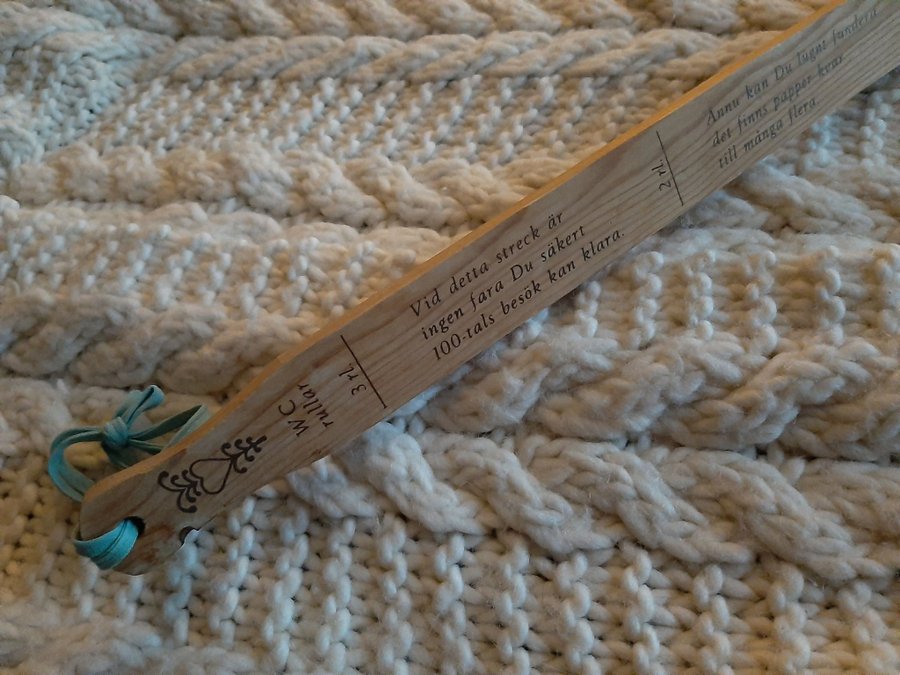 WC
rullar
3 rl.
Vid detta streck är
ingen fara Du säkert
100-tals besök kan klara.
2 rl.
Ännu kan Du lugnt fundera
det finns papper kvar
till många flera.